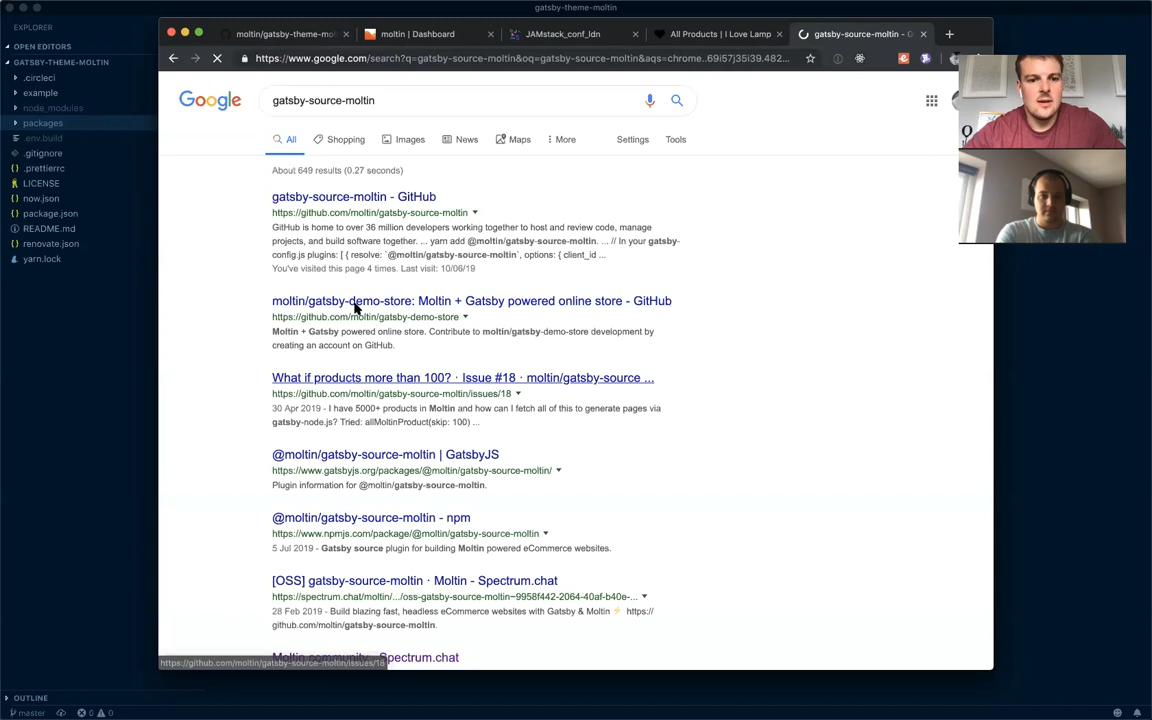 gatsby-theme-moltin
EXPLORER
OPEN EDITORS
GATSBY-THEME-MOLTIN
.circleci
example
node_modules
packages
.env.build
.gitignore
.prettierrc
LICENSE
now.json
package.json
README.md
renovate.json
yarn.lock
OUTLINE
master 0 0
moltin/gatsby-theme-mol
moltin | Dashboard
JAMstack_conf_ldn
All Products | I Love Lamp
gatsby-source-moltin - G
https://www.google.com/search?q=gatsby-source-moltin&oq=gatsby-source-moltin&aqs=chrome..69i57j35i39.482...
Google
gatsby-source-moltin
All Shopping Images News Maps More Settings Tools
About 649 results (0.27 seconds)
gatsby-source-moltin - GitHub
https://github.com/moltin/gatsby-source-moltin
GitHub is home to over 36 million developers working together to host and review code, manage
projects, and build software together. ... yarn add @moltin/gatsby-source-moltin. ... // In your gatsby-
config.js plugins: [ { resolve: `@moltin/gatsby-source-moltin`, options: { client_id ...
You've visited this page 4 times. Last visit: 10/06/19
moltin/gatsby-demo-store: Moltin + Gatsby powered online store - GitHub
https://github.com/moltin/gatsby-demo-store
Moltin + Gatsby powered online store. Contribute to moltin/gatsby-demo-store development by
creating an account on GitHub.
What if products more than 100? · Issue #18 · moltin/gatsby-source ...
https://github.com/moltin/gatsby-source-moltin/issues/18
30 Apr 2019 - I have 5000+ products in Moltin and how can I fetch all of this to generate pages via
gatsby-node.js? Tried: allMoltinProduct(skip: 100) ...
@moltin/gatsby-source-moltin | GatsbyJS
https://www.gatsbyjs.org/packages/@moltin/gatsby-source-moltin/
Plugin information for @moltin/gatsby-source-moltin.
@moltin/gatsby-source-moltin - npm
https://www.npmjs.com/package/@moltin/gatsby-source-moltin
5 Jul 2019 - Gatsby source plugin for building Moltin powered eCommerce websites.
[OSS] gatsby-source-moltin · Moltin - Spectrum.chat
https://spectrum.chat/moltin/.../oss-gatsby-source-moltin~9958f442-2064-40af-b40e-...
28 Feb 2019 - Build blazing fast, headless eCommerce websites with Gatsby & Moltin ⚡ https://
github.com/moltin/gatsby-source-moltin.
Moltin community - Spectrum.chat
https://github.com/moltin/gatsby-source-moltin/issues/18